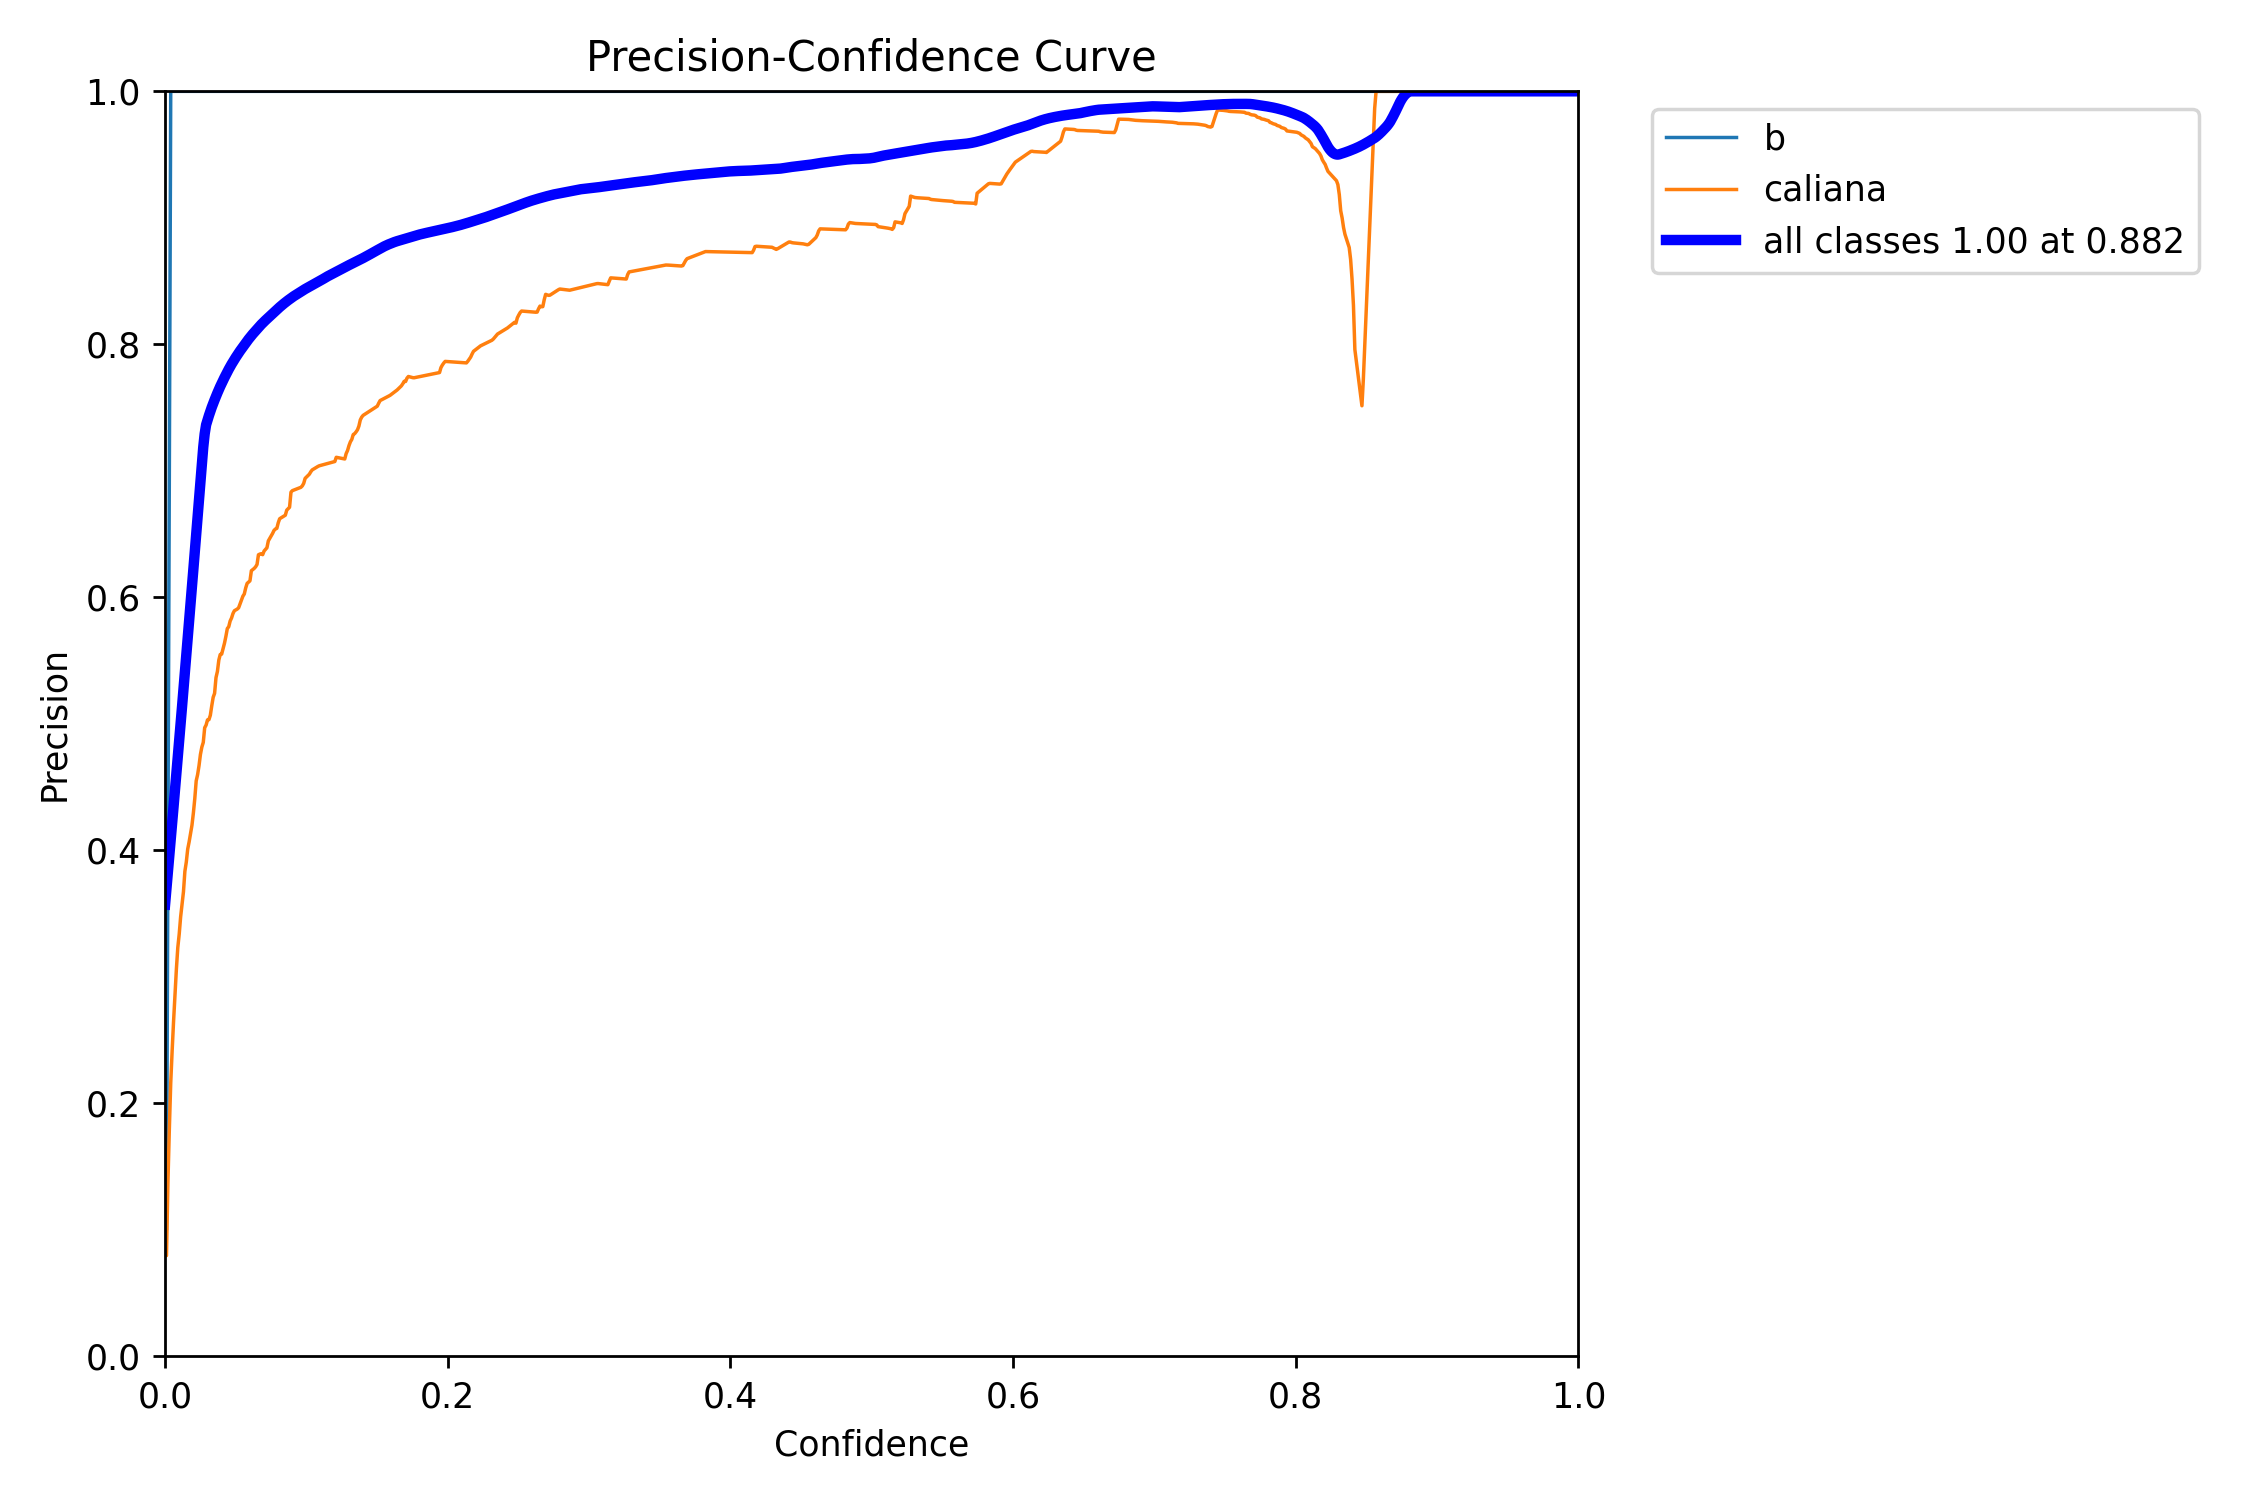 Precision-Confidence Curve
1.0
0.8
0.6
0.4
0.2
0.0
Precision
0.0 0.2 0.4 0.6 0.8 1.0
Confidence
b
caliana
all classes 1.00 at 0.882